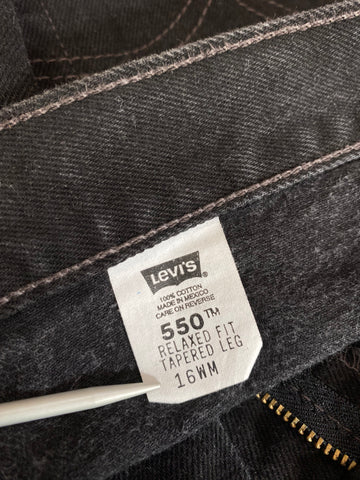 Levi's®
100% COTTON
MADE IN MEXICO
CARE ON REVERSE
550™
RELAXED FIT
TAPERED LEG
16WM